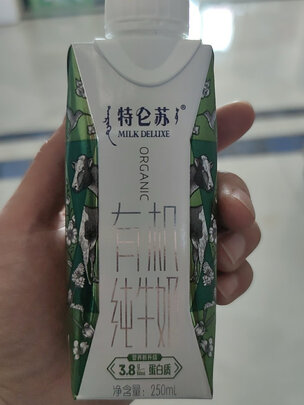 特仑苏®
MILK DELUXE
ORGANIC
有机
纯牛奶
3.8 蛋白质
净含量: 250mL